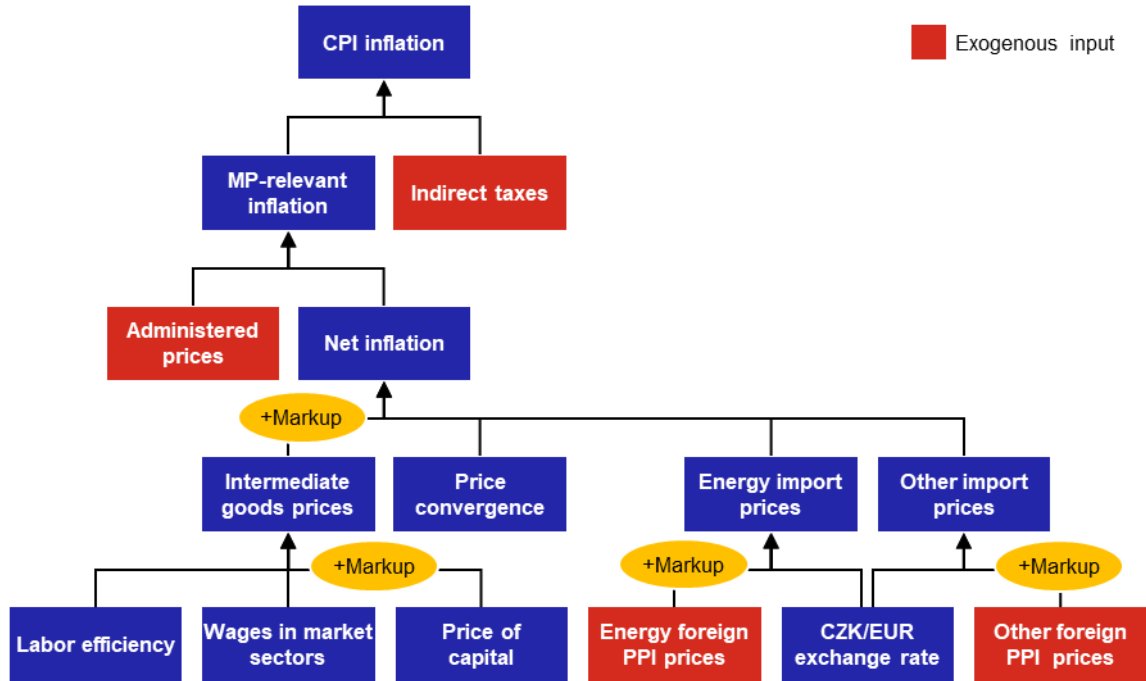 CPI inflation
Exogenous input
MP-relevant
inflation
Indirect taxes
Administered
prices
Net inflation
+Markup
Intermediate
goods prices
Price
convergence
Energy import
prices
Other import
prices
+Markup
+Markup
+Markup
Labor efficiency
Wages in market
sectors
Price of
capital
Energy foreign
PPI prices
CZK/EUR
exchange rate
Other foreign
PPI prices